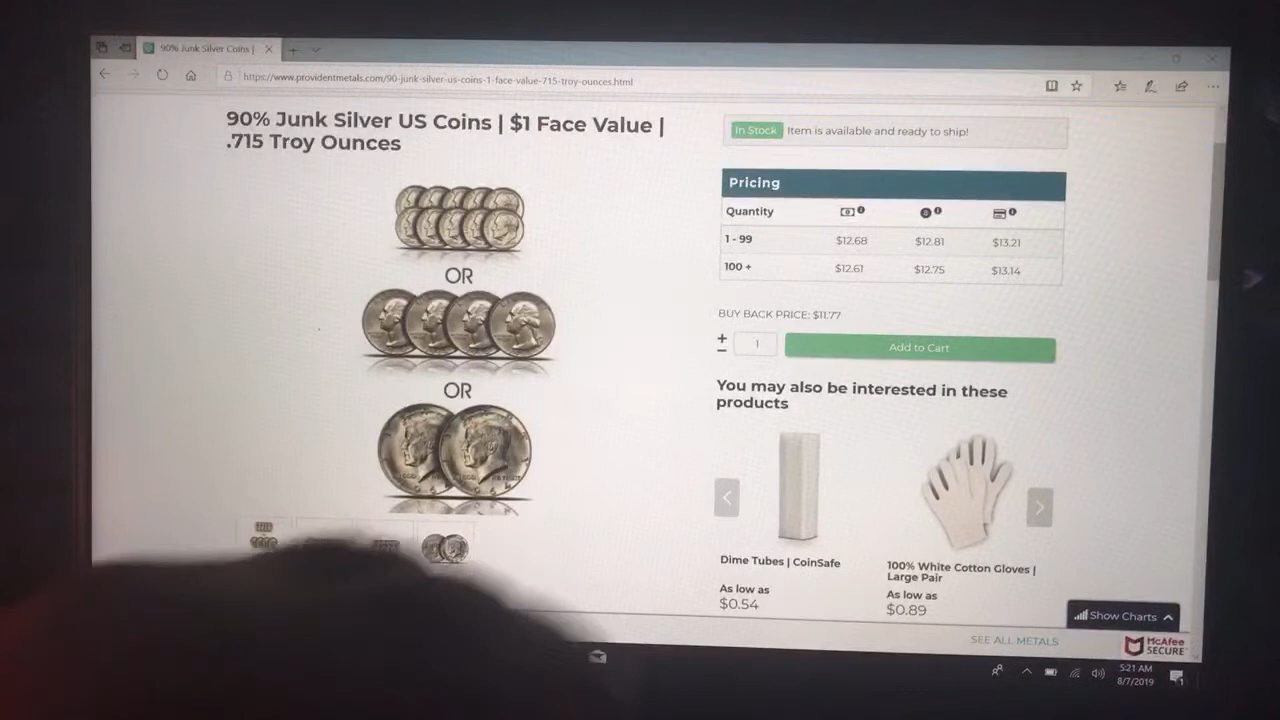 90% Junk Silver Coins |
https://www.providentmetals.com/90-junk-silver-us-coins-1-face-value-715-troy-ounces.html
90% Junk Silver US Coins | $1 Face Value |
.715 Troy Ounces
OR
OR
In Stock Item is available and ready to ship!
Pricing
Quantity
1 - 99 $12.68 $12.81 $13.21
100 + $12.61 $12.75 $13.14
BUY BACK PRICE: $11.77
+
−
1
Add to Cart
You may also be interested in these
products
Dime Tubes | CoinSafe
As low as
$0.54
100% White Cotton Gloves |
Large Pair
As low as
$0.89
Show Charts
SEE ALL METALS
McAfee
SECURE
5:21 AM
8/7/2019